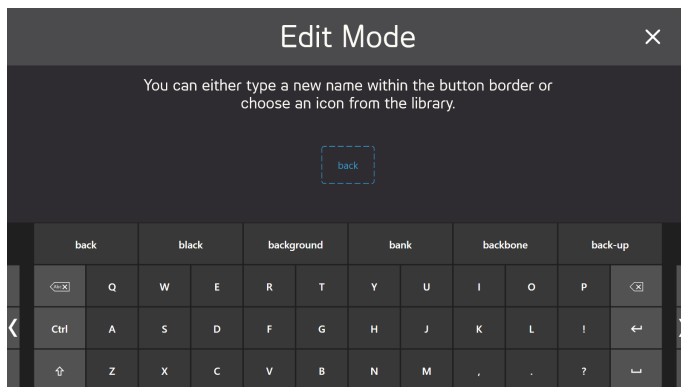 Edit Mode
You can either type a new name within the button border or
choose an icon from the library.
back
back black background bank backbone back-up
Q W E R T Y U I O P
Ctrl A S D F G H J K L !
Z X C V B N M , . ?